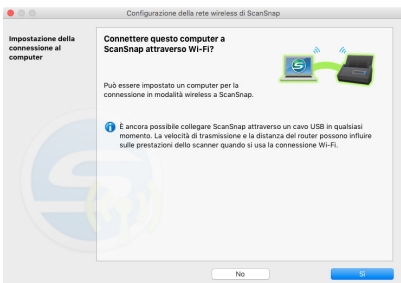 Configurazione della rete wireless di ScanSnap
Impostazione della
connessione al
computer
Connettere questo computer a
ScanSnap attraverso Wi-Fi?
Può essere impostato un computer per la
connessione in modalità wireless a ScanSnap.
È ancora possibile collegare ScanSnap attraverso un cavo USB in qualsiasi
momento. La velocità di trasmissione e la distanza del router possono influire
sulle prestazioni dello scanner quando si usa la connessione Wi-Fi.
No
Sì